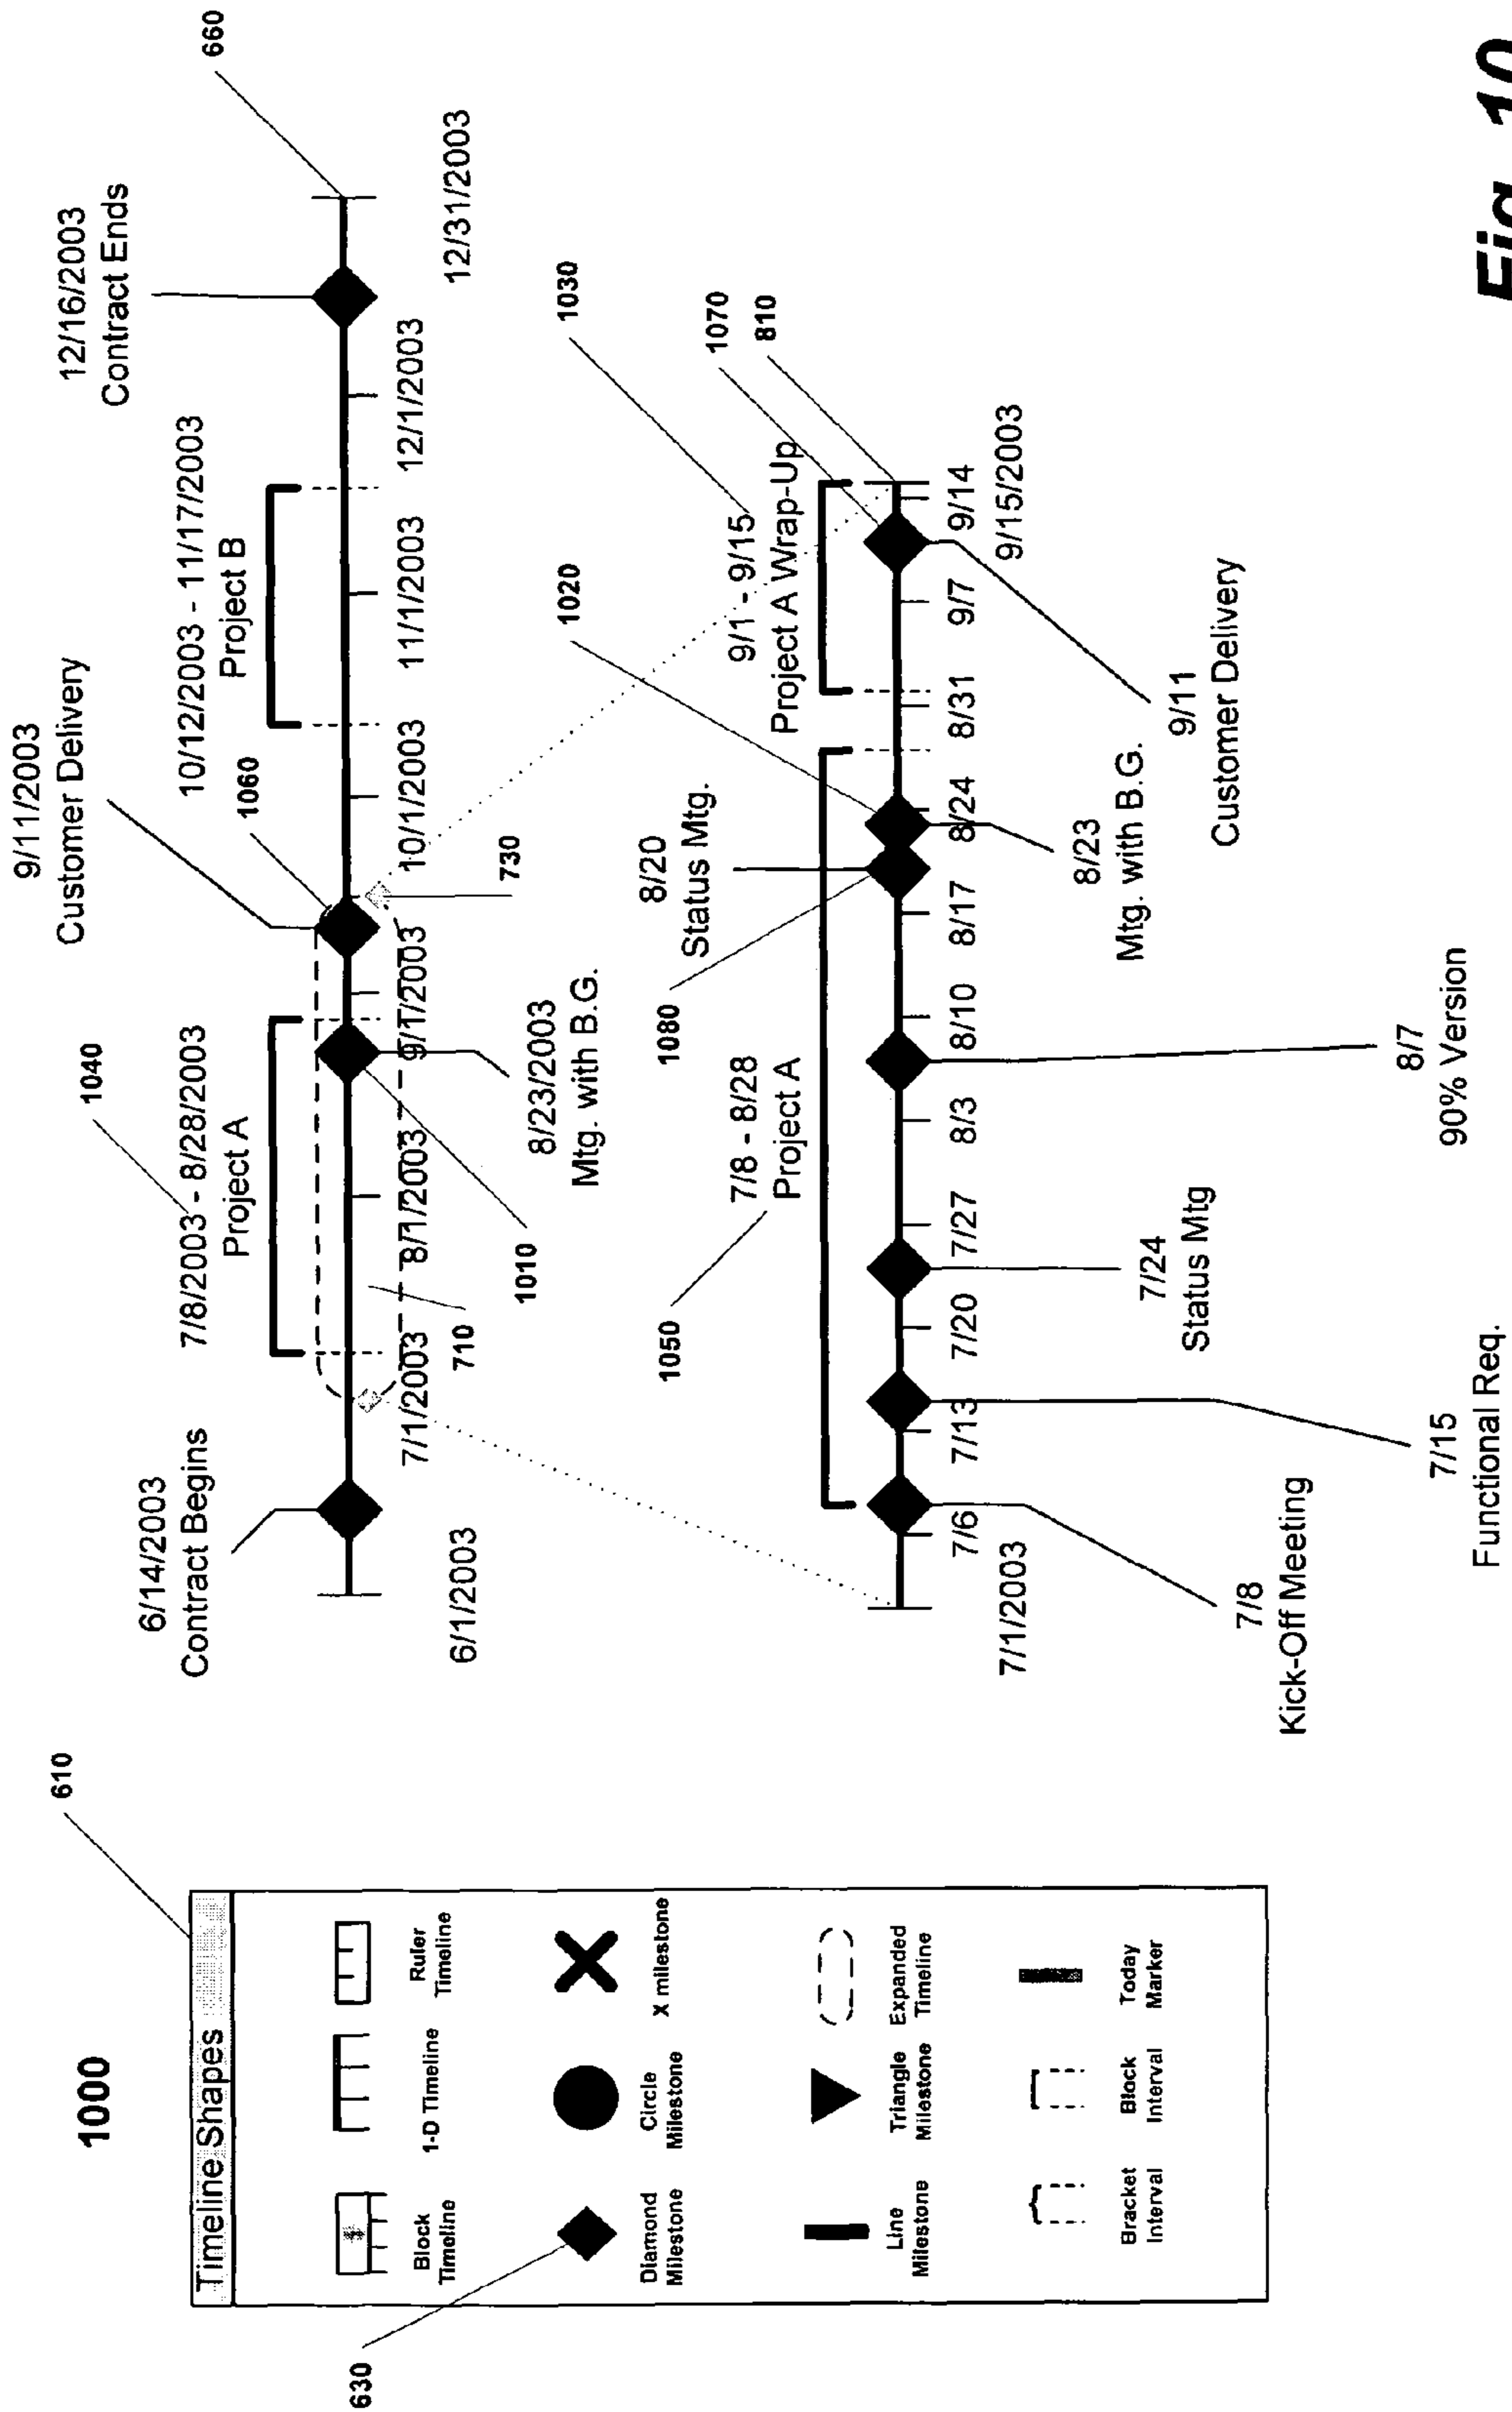 1000
610
Timeline Shapes
Block
Timeline
1-D Timeline
Ruler
Timeline
630
Diamond
Milestone
Circle
Milestone
X milestone
Line
Milestone
Triangle
Milestone
Expanded
Timeline
Bracket
Interval
Block
Interval
Today
Marker
6/14/2003
Contract Begins
1040
7/8/2003 - 8/28/2003
Project A
9/11/2003
Customer Delivery
1060
10/12/2003 - 11/17/2003
Project B
12/16/2003
Contract Ends
660
6/1/2003
7/1/2003
8/1/2003
9/1/2003
10/1/2003
11/1/2003
12/1/2003
12/31/2003
710
1010
730
8/23/2003
Mtg. with B.G.
1050
7/8 - 8/28
Project A
1080
8/20
Status Mtg.
1020
9/1 - 9/15
Project A Wrap-Up
1030
1070
810
7/6
7/13
7/20
7/27
8/3
8/10
8/17
8/24
8/31
9/7
9/14
7/1/2003
9/15/2003
7/8
Kick-Off Meeting
7/15
Functional Req.
7/24
Status Mtg
8/7
90% Version
8/23
Mtg. with B.G.
9/11
Customer Delivery
Fig. 10